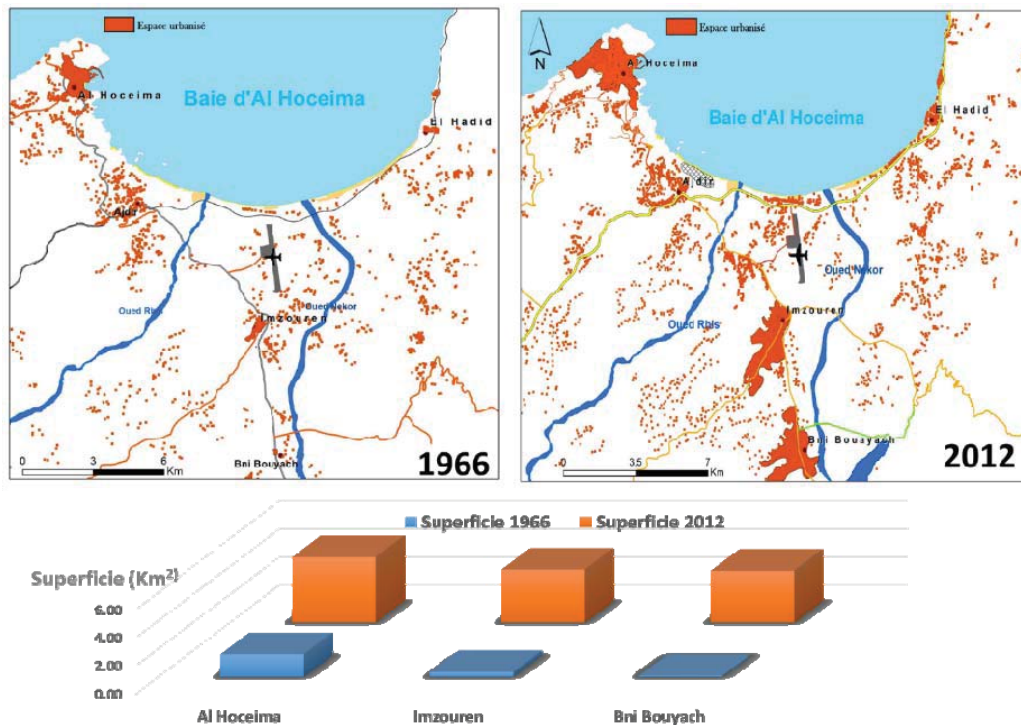 Espace urbanisé
Al Hoceima
Baie d'Al Hoceima
El Hadid
Ajdir
Oued Rhis
Oued Nekor
Imzouren
Bni Bouyach
0 3 6
Km
1966
Espace urbanisé
N
Al Hoceima
Baie d'Al Hoceima
El Hadid
Ajdir
Oued Nekor
Oued Rhis
Imzouren
Bni Bouyach
0 3.5 7
Km
2012
Superficie 1966 Superficie 2012
Superficie (Km²)
6.00
4.00
2.00
0.00
Al Hoceima Imzouren Bni Bouyach